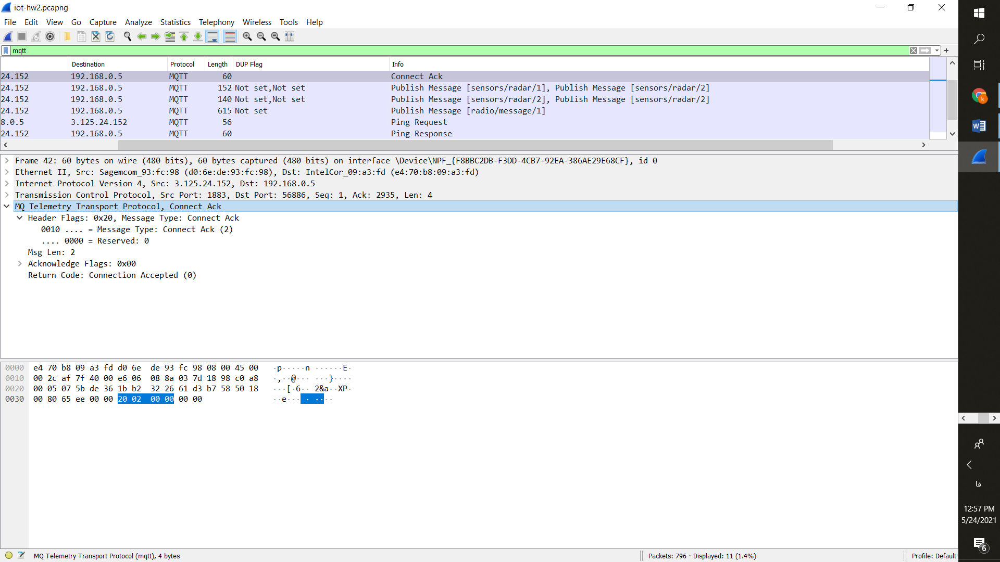 iot-hw2.pcapng
File Edit View Go Capture Analyze Statistics Telephony Wireless Tools Help
mqtt
Destination Protocol Length DUP Flag Info
24.152 192.168.0.5 MQTT 60 Connect Ack
24.152 192.168.0.5 MQTT 152 Not set,Not set Publish Message [sensors/radar/1], Publish Message [sensors/radar/2]
24.152 192.168.0.5 MQTT 140 Not set,Not set Publish Message [sensors/radar/2], Publish Message [sensors/radar/2]
24.152 192.168.0.5 MQTT 615 Not set Publish Message [radio/message/1]
8.0.5 3.125.24.152 MQTT 56 Ping Request
24.152 192.168.0.5 MQTT 60 Ping Response
Frame 42: 60 bytes on wire (480 bits), 60 bytes captured (480 bits) on interface \Device\NPF_{F8BBC2DB-F3DD-4CB7-92EA-386AE29E68CF}, id 0
Ethernet II, Src: Sagemcom_93:fc:98 (d0:6e:de:93:fc:98), Dst: IntelCor_09:a3:fd (e4:70:b8:09:a3:fd)
Internet Protocol Version 4, Src: 3.125.24.152, Dst: 192.168.0.5
Transmission Control Protocol, Src Port: 1883, Dst Port: 56886, Seq: 1, Ack: 2935, Len: 4
MQ Telemetry Transport Protocol, Connect Ack
Header Flags: 0x20, Message Type: Connect Ack
0010 .... = Message Type: Connect Ack (2)
.... 0000 = Reserved: 0
Msg Len: 2
Acknowledge Flags: 0x00
Return Code: Connection Accepted (0)
0000 e4 70 b8 09 a3 fd d0 6e de 93 fc 98 08 00 45 00 ·p·····n ······E·
0010 00 2c af 7f 40 00 e6 06 08 8a 03 7d 18 98 c0 a8 ·,··@··· ···}····
0020 00 05 07 5b de 36 1b b2 32 26 61 d3 b7 58 50 18 ···[·6·· 2&a··XP·
0030 00 80 65 ee 00 00 20 02 00 00 00 00 ··e··· · ····
MQ Telemetry Transport Protocol (mqtt), 4 bytes
Packets: 796 · Displayed: 11 (1.4%)
Profile: Default
k
W
فا
12:57 PM
5/24/2021
6